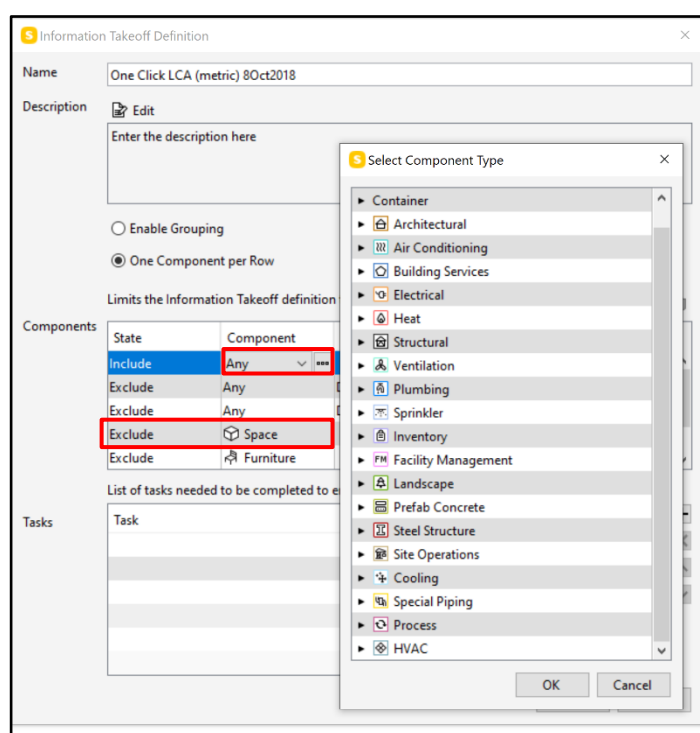 S Information Takeoff Definition
Name
One Click LCA (metric) 8Oct2018
Description
Edit
Enter the description here
Enable Grouping
One Component per Row
Limits the Information Takeoff definition
Components
State Component
Include Any
Exclude Any
Exclude Any
Exclude Space
Exclude Furniture
List of tasks needed to be completed to
Tasks
Task
S Select Component Type
Container
Architectural
Air Conditioning
Building Services
Electrical
Heat
Structural
Ventilation
Plumbing
Sprinkler
Inventory
FM Facility Management
Landscape
Prefab Concrete
Steel Structure
Site Operations
Cooling
Special Piping
Process
HVAC
OK Cancel